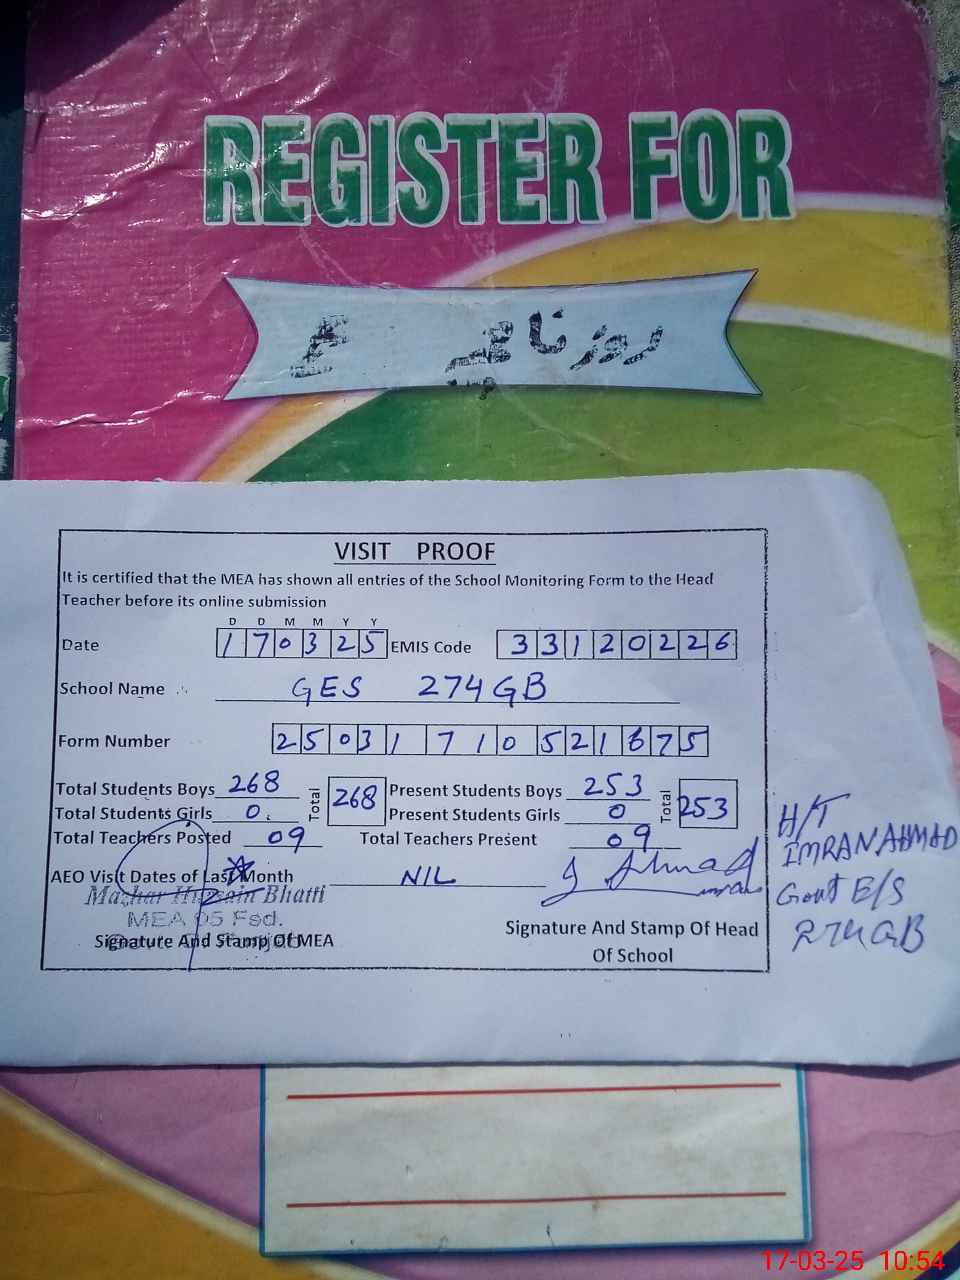 REGISTER FOR
روزنامچہ
VISIT PROOF
It is certified that the MEA has shown all entries of the School Monitoring Form to the Head
Teacher before its online submission
D D M M Y Y
Date 170325 EMIS Code 33120226
School Name GES 274GB
Form Number 25031710521675
Total Students Boys 268 Total 268 Present Students Boys 253 Total 253
Total Students Girls 0 Present Students Girls 0
Total Teachers Posted 09 Total Teachers Present 09
AEO Visit Dates of Last Month NIL
Mazhar Hussain Bhatti
MEA 05 Fsd.
Signature And Stamp Of MEA
Signature And Stamp Of Head
Of School
H/T
IMRAN AHMAD
Govt E/S
274GB
17-03-25 10:54